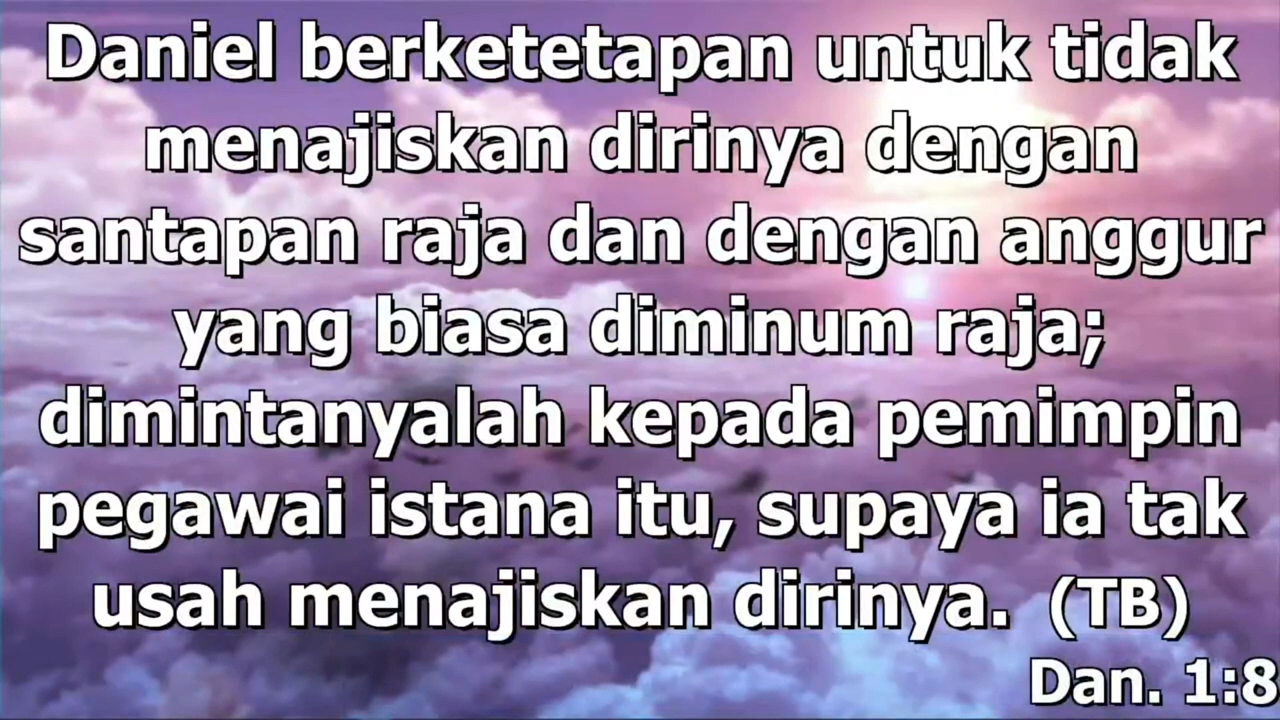 Daniel berketetapan untuk tidak
menajiskan dirinya dengan
santapan raja dan dengan anggur
yang biasa diminum raja;
dimintanyalah kepada pemimpin
pegawai istana itu, supaya ia tak
usah menajiskan dirinya. (TB)
Dan. 1:8